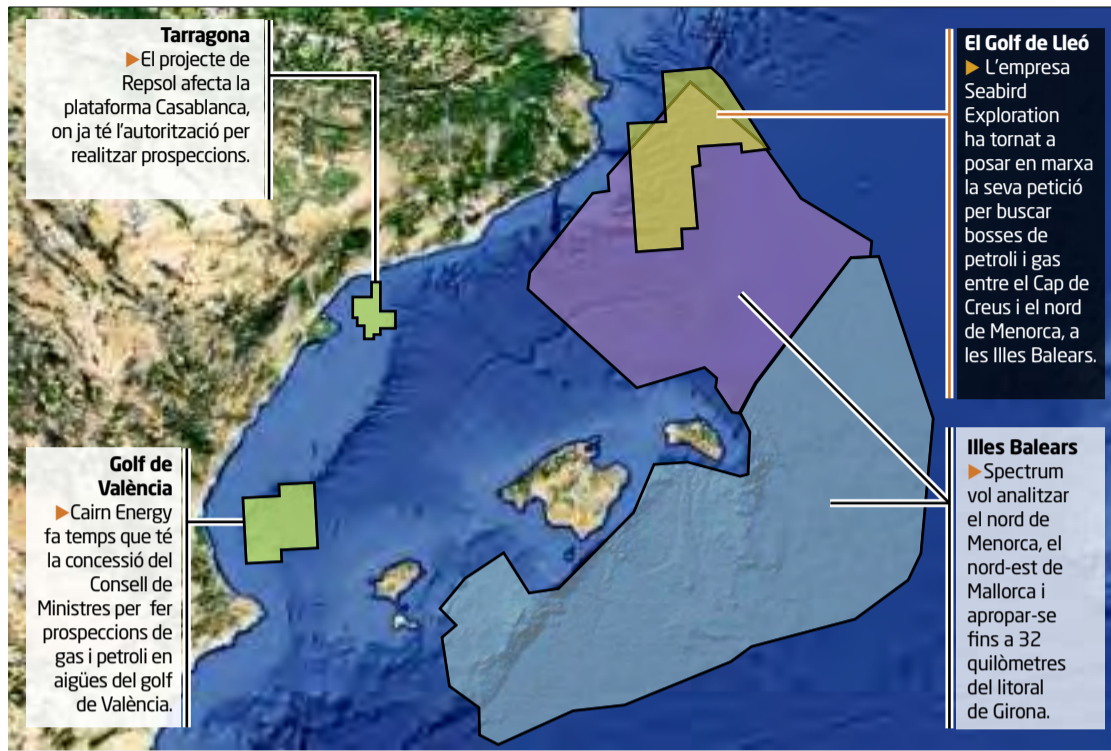 Tarragona
▶El projecte de
Repsol afecta la
plataforma Casablanca,
on ja té l'autorització per
realitzar prospeccions.
El Golf de Lleó
▶ L'empresa
Seabird
Exploration
ha tornat a
posar en marxa
la seva petició
per buscar
bosses de
petroli i gas
entre el Cap de
Creus i el nord
de Menorca, a
les Illes Balears.
Golf de
València
▶Cairn Energy
fa temps que té
la concessió del
Consell de
Ministres per fer
prospeccions de
gas i petroli en
aigües del golf
de València.
Illes Balears
▶Spectrum
vol analitzar
el nord de
Menorca, el
nord-est de
Mallorca i
apropar-se
fins a 32
quilòmetres
del litoral
de Girona.